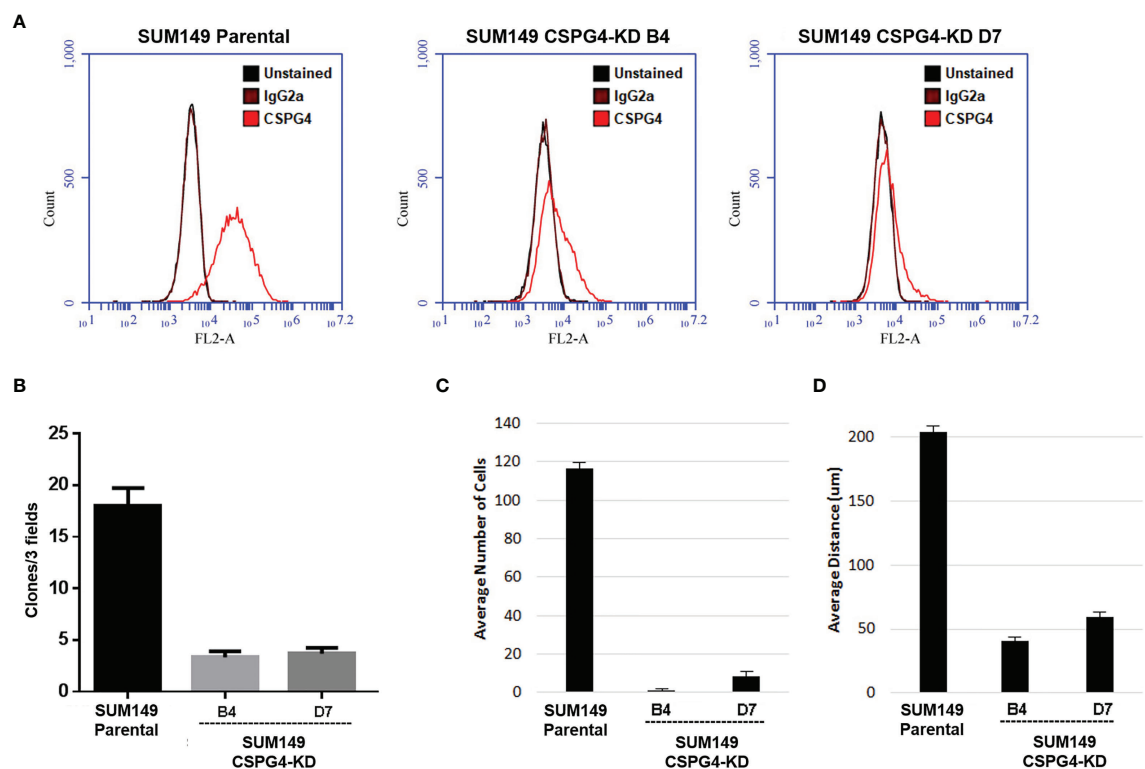 A
SUM149 Parental
1,000
500
0
Count
Unstained
IgG2a
CSPG4
10 1 10 2 10 3 10 4 10 5 10 6 10 7.2
FL2-A
SUM149 CSPG4-KD B4
1,000
500
0
Count
Unstained
IgG2a
CSPG4
10 1 10 2 10 3 10 4 10 5 10 6 10 7.2
FL2-A
SUM149 CSPG4-KD D7
1,000
500
0
Count
Unstained
IgG2a
CSPG4
10 1 10 2 10 3 10 4 10 5 10 6 10 7.2
FL2-A
B
Clones/3 fields
25
20
15
10
5
0
SUM149
Parental
B4 D7
SUM149
CSPG4-KD
C
Average Number of Cells
140
120
100
80
60
40
20
0
SUM149
Parental
B4 D7
SUM149
CSPG4-KD
D
Average Distance (um)
200
150
100
50
0
SUM149
Parental
B4 D7
SUM149
CSPG4-KD